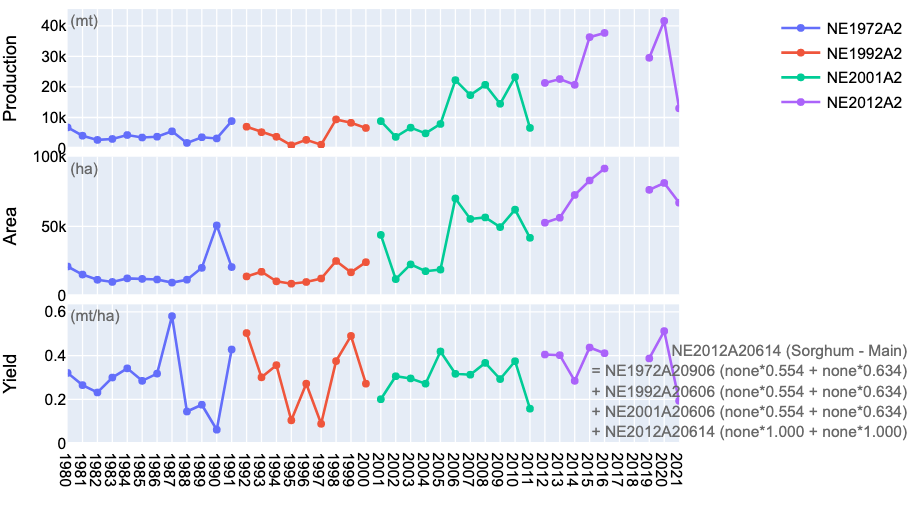 (mt)
Production
40k
30k
20k
10k
0
NE1972A2
NE1992A2
NE2001A2
NE2012A2
(ha)
Area
100k
50k
0
(mt/ha)
Yield
0.6
0.4
0.2
0
NE2012A20614 (Sorghum - Main)
= NE1972A20906 (none*0.554 + none*0.634)
+ NE1992A20606 (none*0.554 + none*0.634)
+ NE2001A20606 (none*0.554 + none*0.634)
+ NE2012A20614 (none*1.000 + none*1.000)
1980
1981
1982
1983
1984
1985
1986
1987
1988
1989
1990
1991
1992
1993
1994
1995
1996
1997
1998
1999
2000
2001
2002
2003
2004
2005
2006
2007
2008
2009
2010
2011
2012
2013
2014
2015
2016
2019
2020
2021